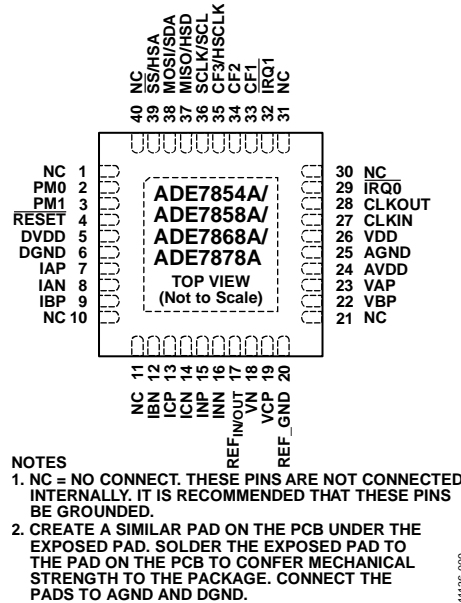 40 NC
39 SS/HSA
38 MOSI/SDA
37 MISO/HSD
36 SCLK/SCL
35 CF3/HSCLK
34 CF2
33 CF1
32 IRQ1
31 NC
NC 1
PM0 2
PM1 3
RESET 4
DVDD 5
DGND 6
IAP 7
IAN 8
IBP 9
NC 10
ADE7854A/
ADE7858A/
ADE7868A/
ADE7878A
TOP VIEW
(Not to Scale)
30 NC
29 IRQ0
28 CLKOUT
27 CLKIN
26 VDD
25 AGND
24 AVDD
23 VAP
22 VBP
21 NC
NC 11
IBN 12
ICP 13
ICN 14
INP 15
INN 16
REFIN/OUT 17
VN 18
VCP 19
REF_GND 20
NOTES
1. NC = NO CONNECT. THESE PINS ARE NOT CONNECTED
INTERNALLY. IT IS RECOMMENDED THAT THESE PINS
BE GROUNDED.
2. CREATE A SIMILAR PAD ON THE PCB UNDER THE
EXPOSED PAD. SOLDER THE EXPOSED PAD TO
THE PAD ON THE PCB TO CONFER MECHANICAL
STRENGTH TO THE PACKAGE. CONNECT THE
PADS TO AGND AND DGND.